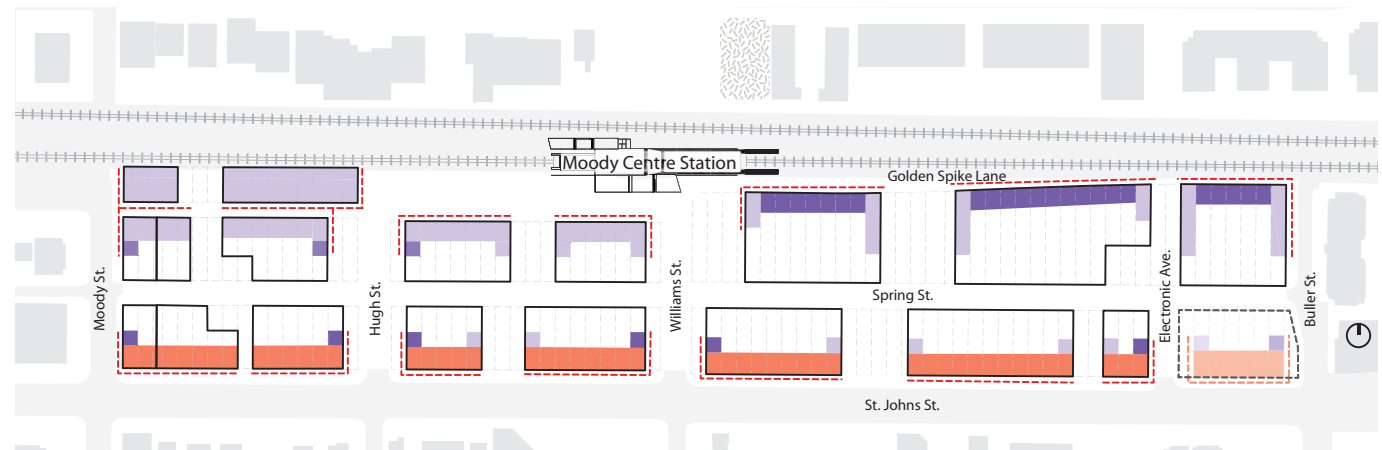 Moody Centre Station
Golden Spike Lane
Moody St.
Hugh St.
Williams St.
Spring St.
Electronic Ave.
Buller St.
St. Johns St.